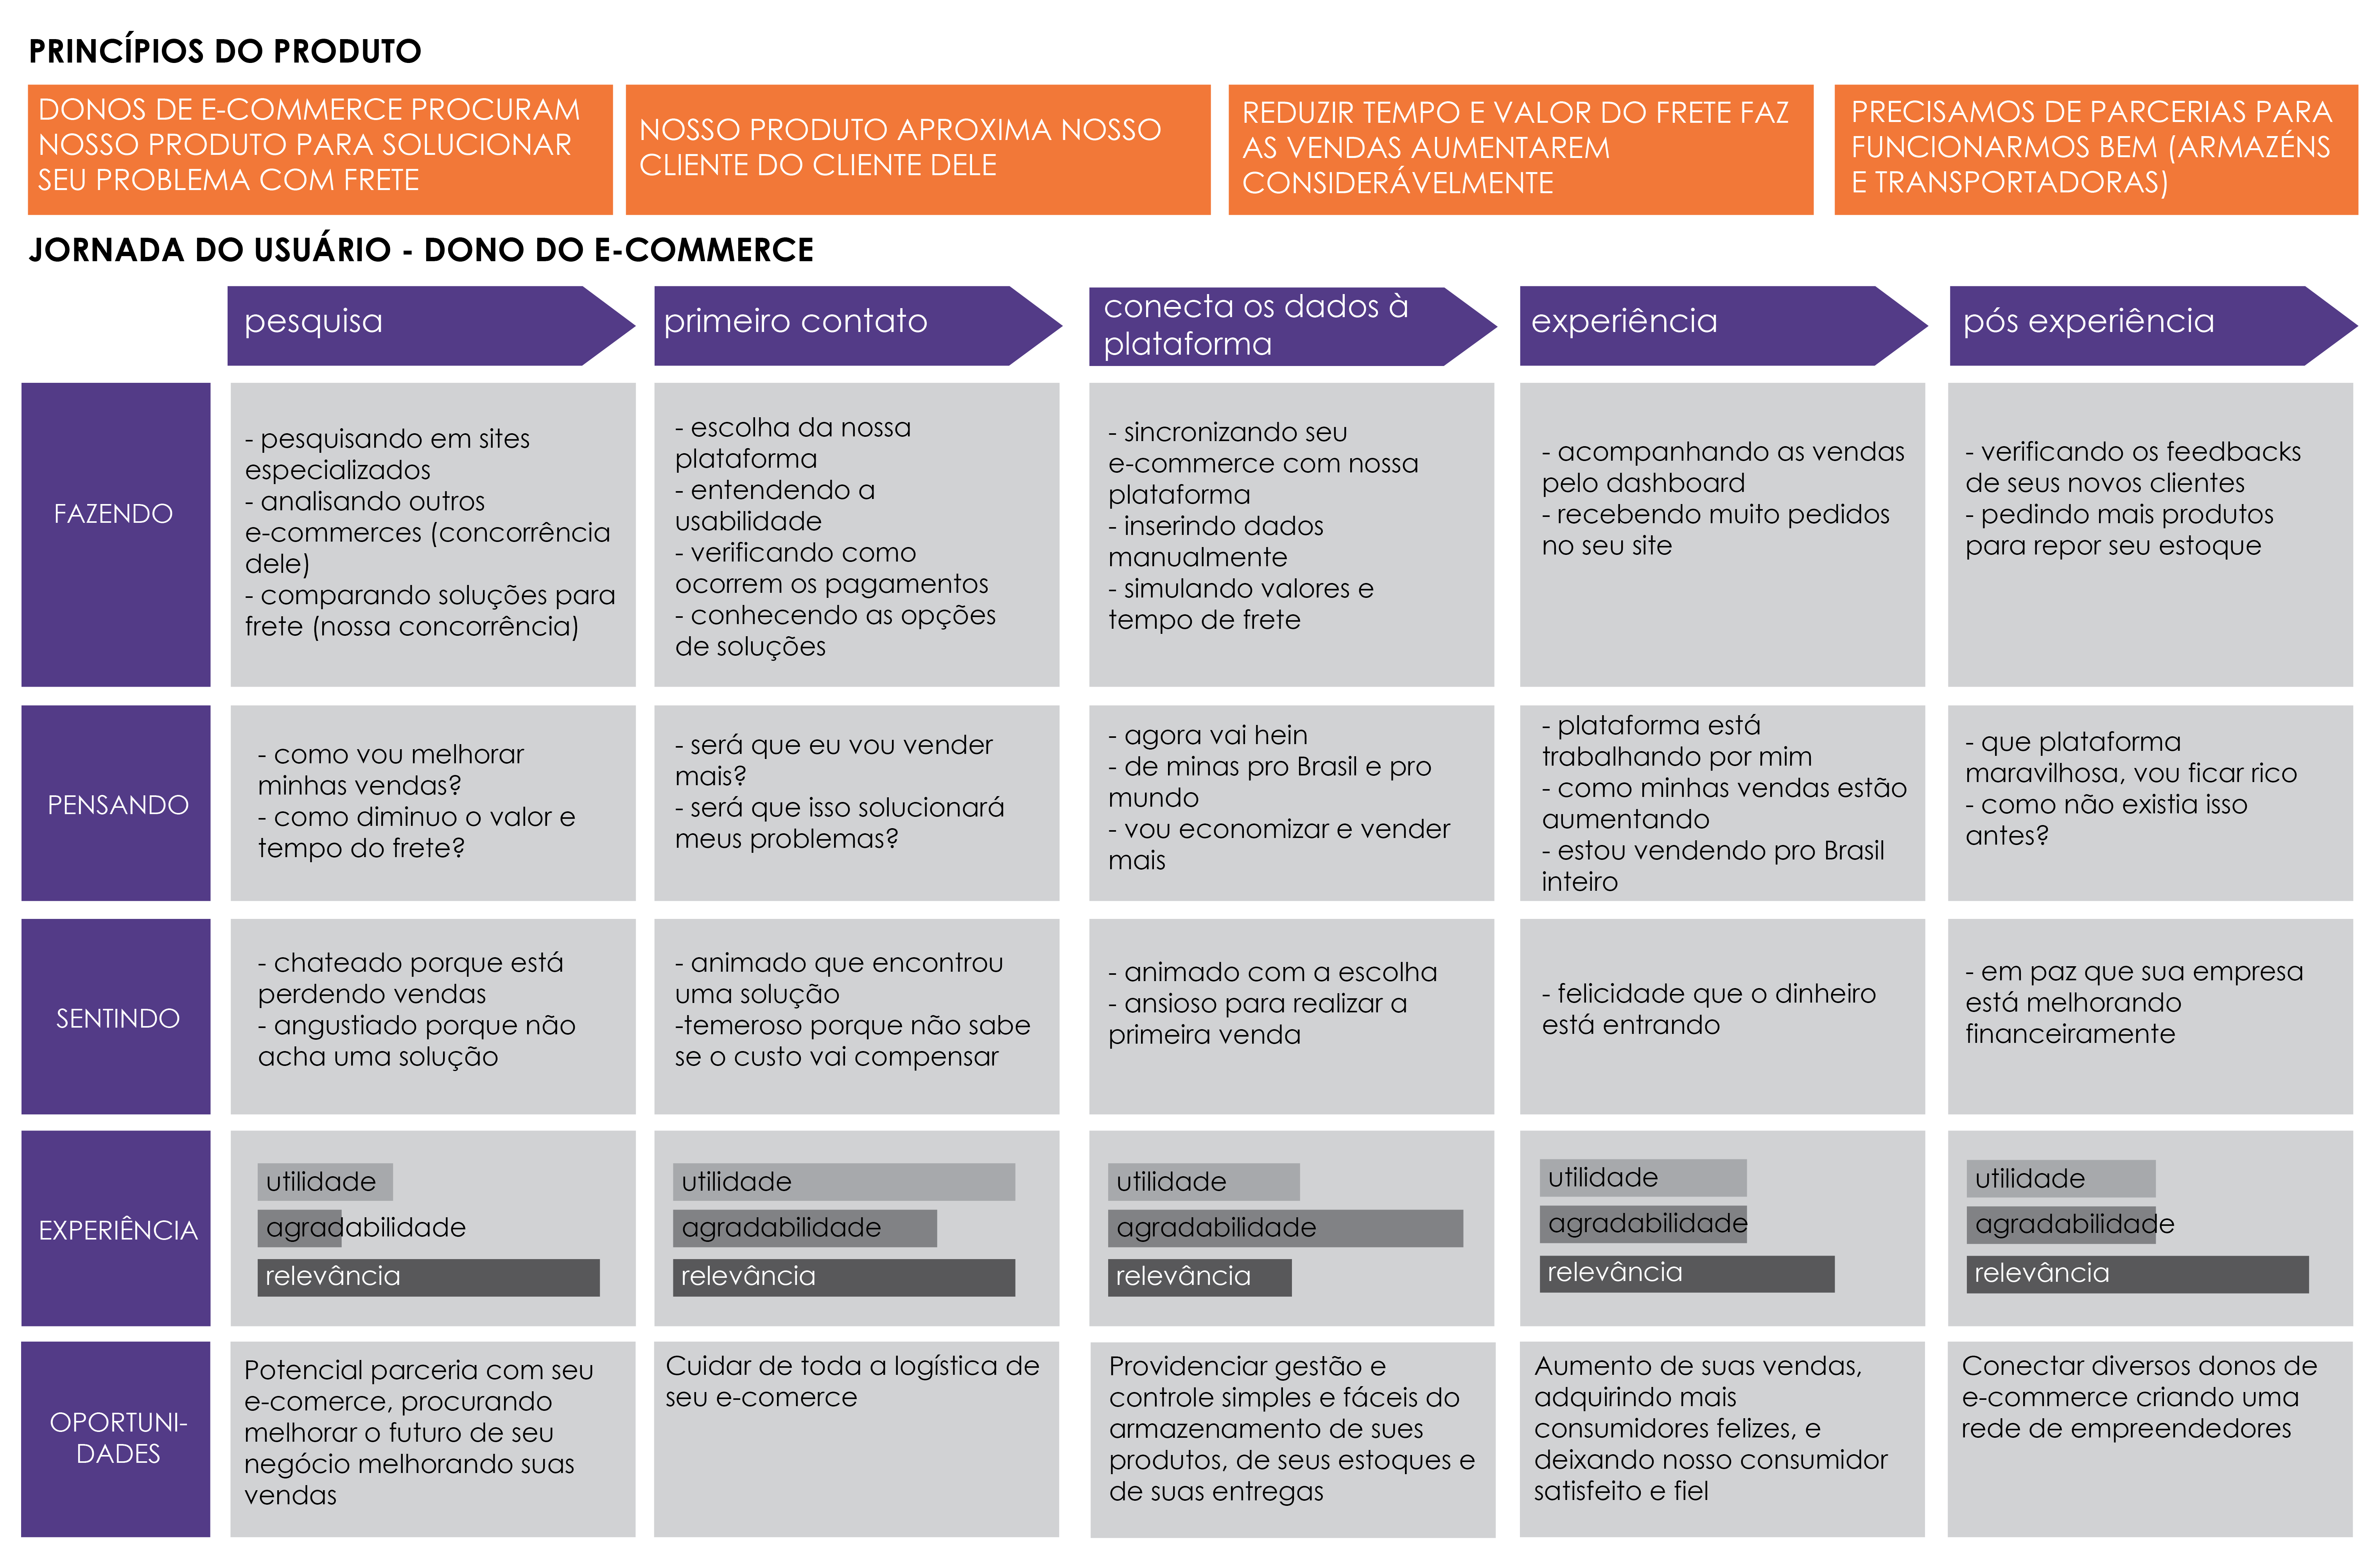 PRINCÍPIOS DO PRODUTO
DONOS DE E-COMMERCE PROCURAM
NOSSO PRODUTO PARA SOLUCIONAR
SEU PROBLEMA COM FRETE
NOSSO PRODUTO APROXIMA NOSSO
CLIENTE DO CLIENTE DELE
REDUZIR TEMPO E VALOR DO FRETE FAZ
AS VENDAS AUMENTAREM
CONSIDERÁVELMENTE
PRECISAMOS DE PARCERIAS PARA
FUNCIONARMOS BEM (ARMAZÉNS
E TRANSPORTADORAS)
JORNADA DO USUÁRIO - DONO DO E-COMMERCE
pesquisa
primeiro contato
conecta os dados à
plataforma
experiência
pós experiência
FAZENDO
- pesquisando em sites
especializados
- analisando outros
e-commerces (concorrência
dele)
- comparando soluções para
frete (nossa concorrência)
- escolha da nossa
plataforma
- entendendo a
usabilidade
- verificando como
ocorrem os pagamentos
- conhecendo as opções
de soluções
- sincronizando seu
e-commerce com nossa
plataforma
- inserindo dados
manualmente
- simulando valores e
tempo de frete
- acompanhando as vendas
pelo dashboard
- recebendo muito pedidos
no seu site
- verificando os feedbacks
de seus novos clientes
- pedindo mais produtos
para repor seu estoque
PENSANDO
- como vou melhorar
minhas vendas?
- como diminuo o valor e
tempo do frete?
- será que eu vou vender
mais?
- será que isso solucionará
meus problemas?
- agora vai hein
- de minas pro Brasil e pro
mundo
- vou economizar e vender
mais
- plataforma está
trabalhando por mim
- como minhas vendas estão
aumentando
- estou vendendo pro Brasil
inteiro
- que plataforma
maravilhosa, vou ficar rico
- como não existia isso
antes?
SENTINDO
- chateado porque está
perdendo vendas
- angustiado porque não
acha uma solução
- animado que encontrou
uma solução
-temeroso porque não sabe
se o custo vai compensar
- animado com a escolha
- ansioso para realizar a
primeira venda
- felicidade que o dinheiro
está entrando
- em paz que sua empresa
está melhorando
financeiramente
EXPERIÊNCIA
utilidade
agradabilidade
relevância
utilidade
agradabilidade
relevância
utilidade
agradabilidade
relevância
utilidade
agradabilidade
relevância
utilidade
agradabilidade
relevância
OPORTUNI-
DADES
Potencial parceria com seu
e-comerce, procurando
melhorar o futuro de seu
negócio melhorando suas
vendas
Cuidar de toda a logística de
seu e-comerce
Providenciar gestão e
controle simples e fáceis do
armazenamento de sues
produtos, de seus estoques e
de suas entregas
Aumento de suas vendas,
adquirindo mais
consumidores felizes, e
deixando nosso consumidor
satisfeito e fiel
Conectar diversos donos de
e-commerce criando uma
rede de empreendedores